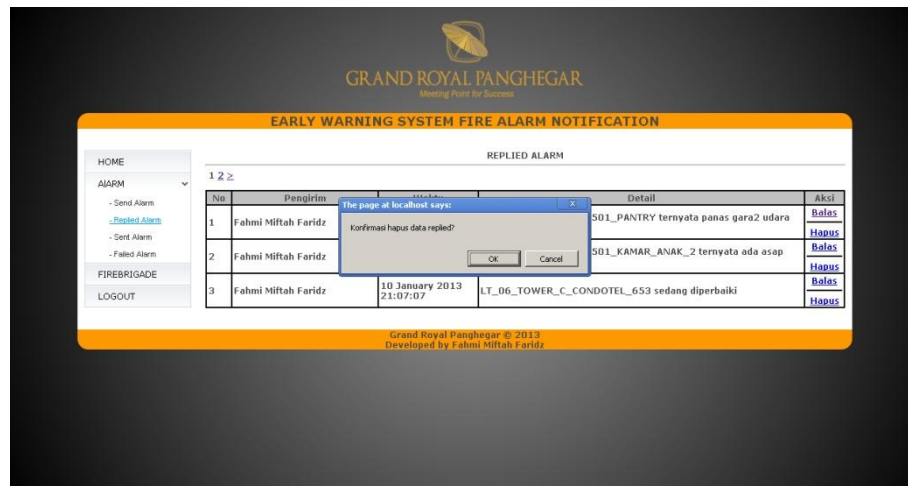 GRAND ROYAL PANGHEGAR
Meeting Point for Success
EARLY WARNING SYSTEM FIRE ALARM NOTIFICATION
HOME
AlARM
- Send Alarm
- Replied Alarm
- Sent Alarm
- Failed Alarm
FIREBRIGADE
LOGOUT
REPLIED ALARM
1 2 >
No Pengirim Detail Aksi
1 Fahmi Miftah Faridz 501_PANTRY ternyata panas gara2 udara Balas
Hapus
2 Fahmi Miftah Faridz 501_KAMAR_ANAK_2 ternyata ada asap Balas
Hapus
3 Fahmi Miftah Faridz 10 January 2013 21:07:07 LT_06_TOWER_C_CONDOTEL_653 sedang diperbaiki Balas
Hapus
The page at localhost says:
X
Konfirmasi hapus data replied?
OK Cancel
Grand Royal Panghegar © 2013
Developed by Fahmi Miftah Faridz